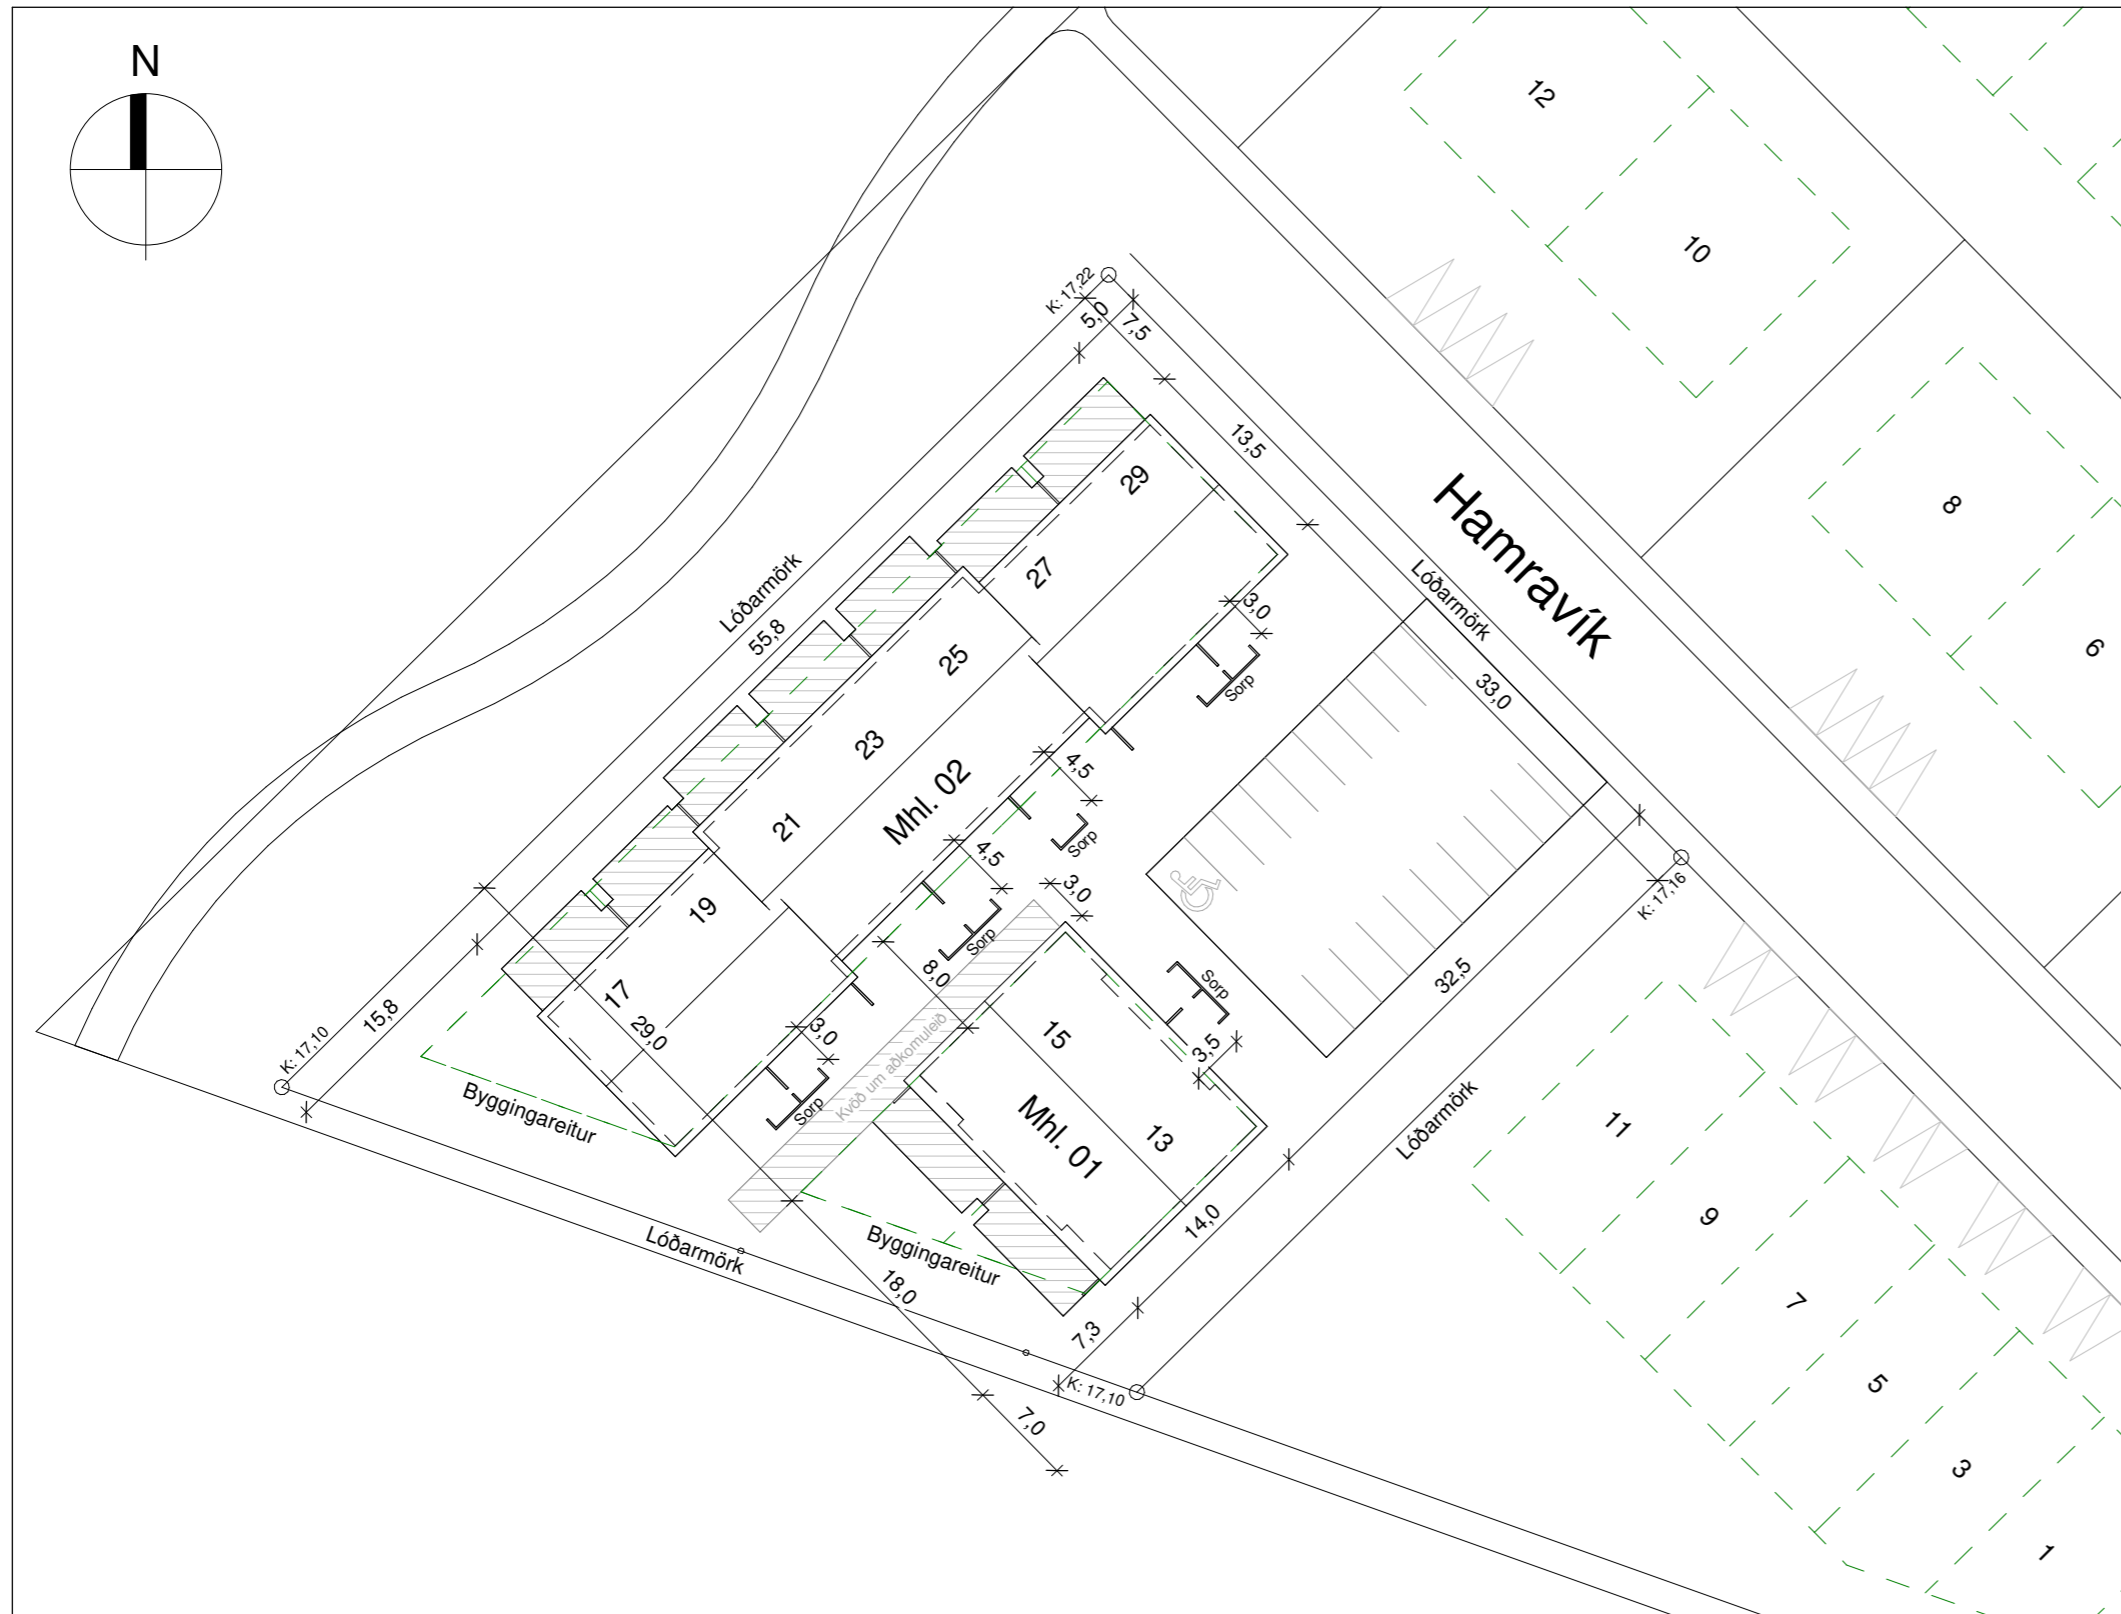 N
12
10
8
6
K: 17,22
5,0
7,5
13,5
Hamravík
29
27
Lóðarmörk
55,8
Lóðarmörk
3,0
Sorp
33,0
25
23
21
Mhl. 02
4,5
Sorp
4,5
3,0
Sorp
19
17
29,0
15,8
K: 17,10
8,0
3,0
Sorp
Kvöð um aðkomuleið
Byggingareitur
Sorp
3,5
15
Mhl. 01
13
32,5
K: 17,16
Lóðarmörk
14,0
Lóðarmörk
Byggingareitur
18,0
7,3
K: 17,10
7,0
11
9
7
5
3
1